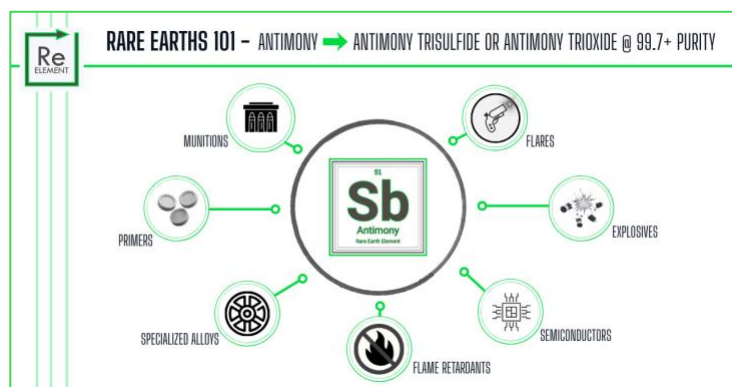 Re
ELEMENT
RARE EARTHS 101 – ANTIMONY ➡ ANTIMONY TRISULFIDE OR ANTIMONY TRIOXIDE @ 99.7+ PURITY
MUNITIONS
FLARES
51
Sb
Antimony
Rare Earth Element
PRIMERS
EXPLOSIVES
SPECIALIZED ALLOYS
SEMICONDUCTORS
FLAME RETARDANTS